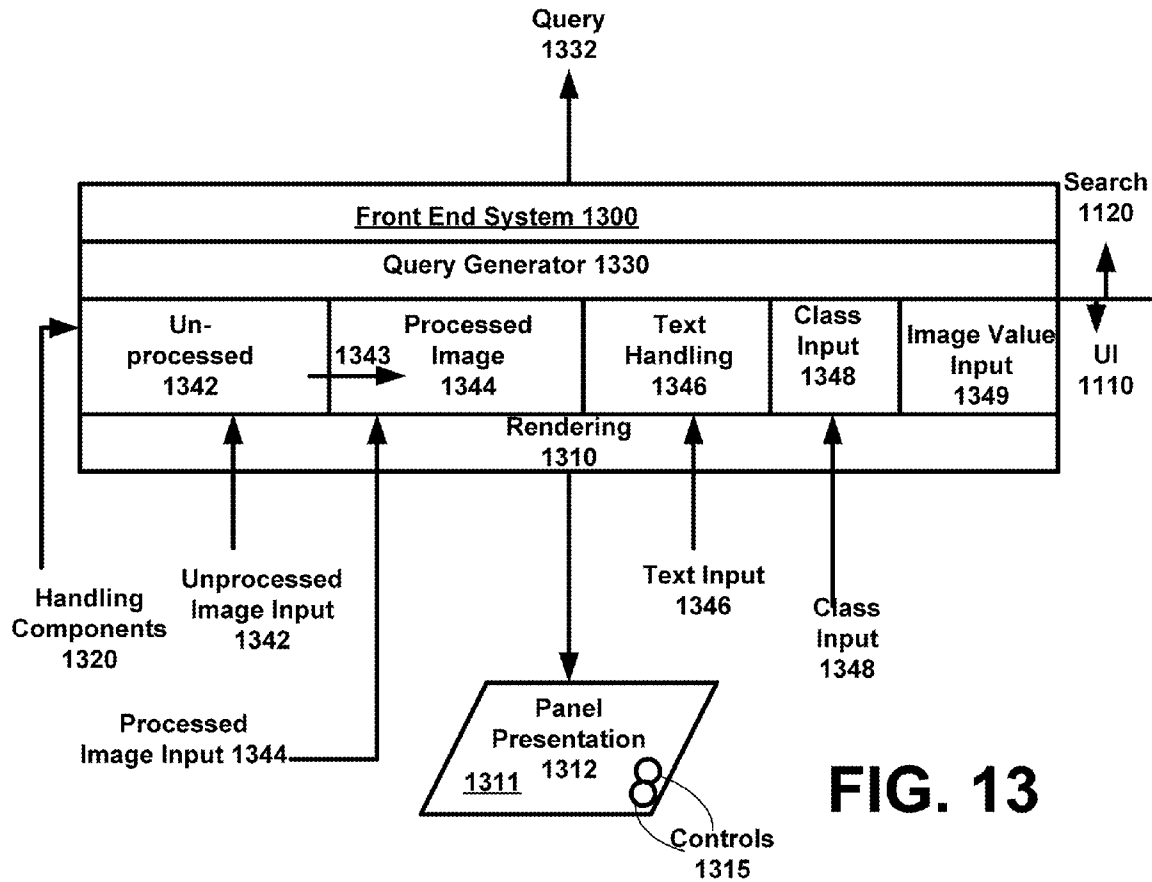 Query
1332
Search
1120
Front End System 1300
Query Generator 1330
Un-
processed
1342
1343
Processed
Image
1344
Text
Handling
1346
Class
Input
1348
Image Value
Input
1349
UI
1110
Rendering
1310
Handling
Components
1320
Unprocessed
Image Input
1342
Text Input
1346
Class
Input
1348
Processed
Image Input 1344
Panel
Presentation
1312
1311
Controls
1315
FIG. 13